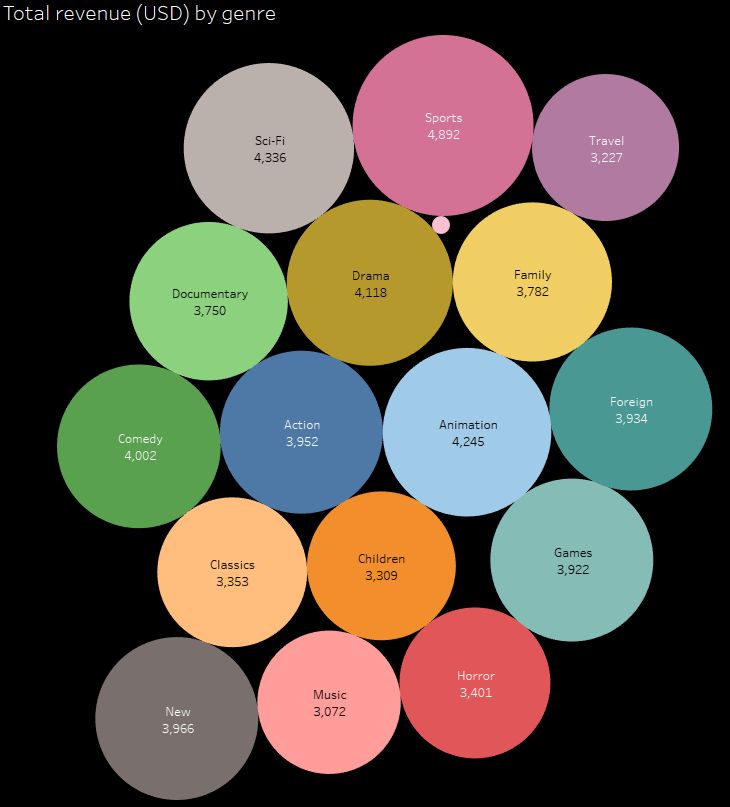 Total revenue (USD) by genre
Sports
4,892
Sci-Fi
4,336
Travel
3,227
Drama
4,118
Family
3,782
Documentary
3,750
Foreign
3,934
Action
3,952
Animation
4,245
Comedy
4,002
Games
3,922
Children
3,309
Classics
3,353
Horror
3,401
Music
3,072
New
3,966